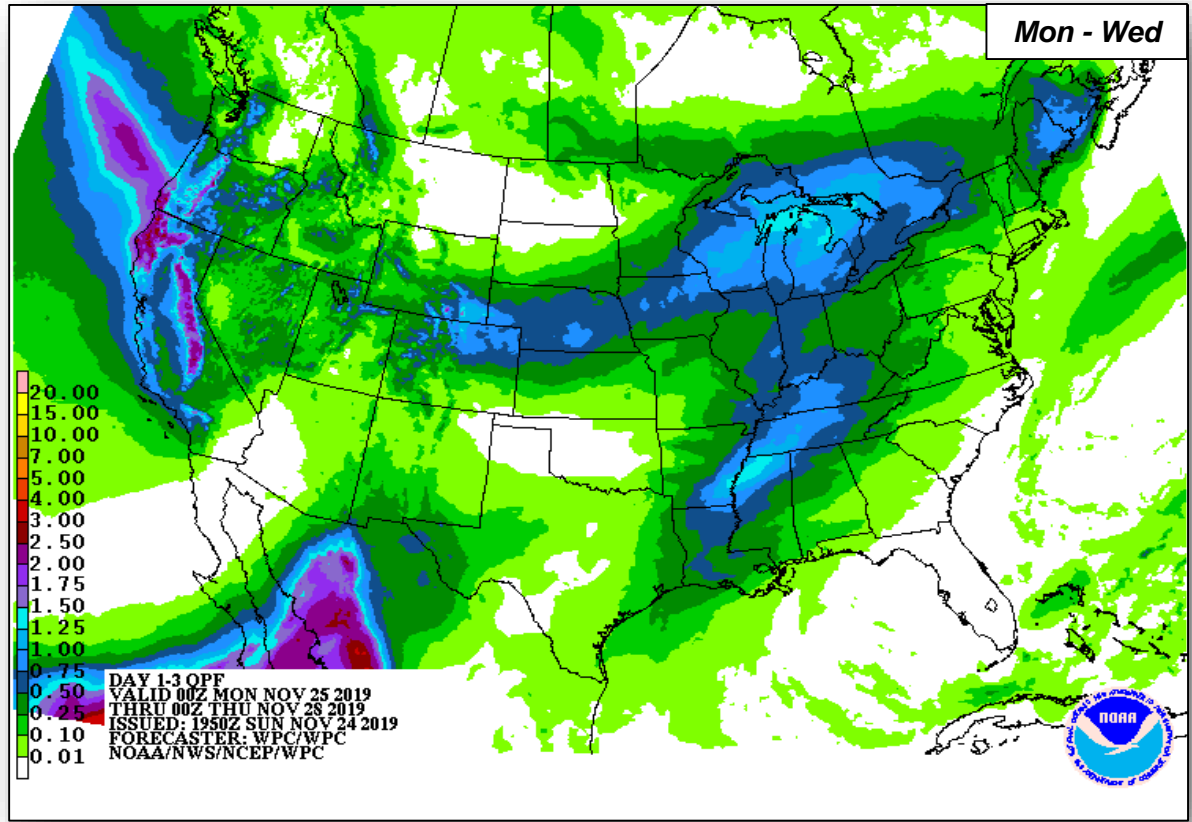 Mon - Wed
20.00
15.00
10.00
7.00
5.00
4.00
3.00
2.50
2.00
1.75
1.50
1.25
1.00
0.75
0.50
0.25
0.10
0.01
DAY 1-3 QPF
VALID 00Z MON NOV 25 2019
THRU 00Z THU NOV 28 2019
ISSUED: 1950Z SUN NOV 24 2019
FORECASTER: WPC/WPC
NOAA/NWS/NCEP/WPC
NOAA